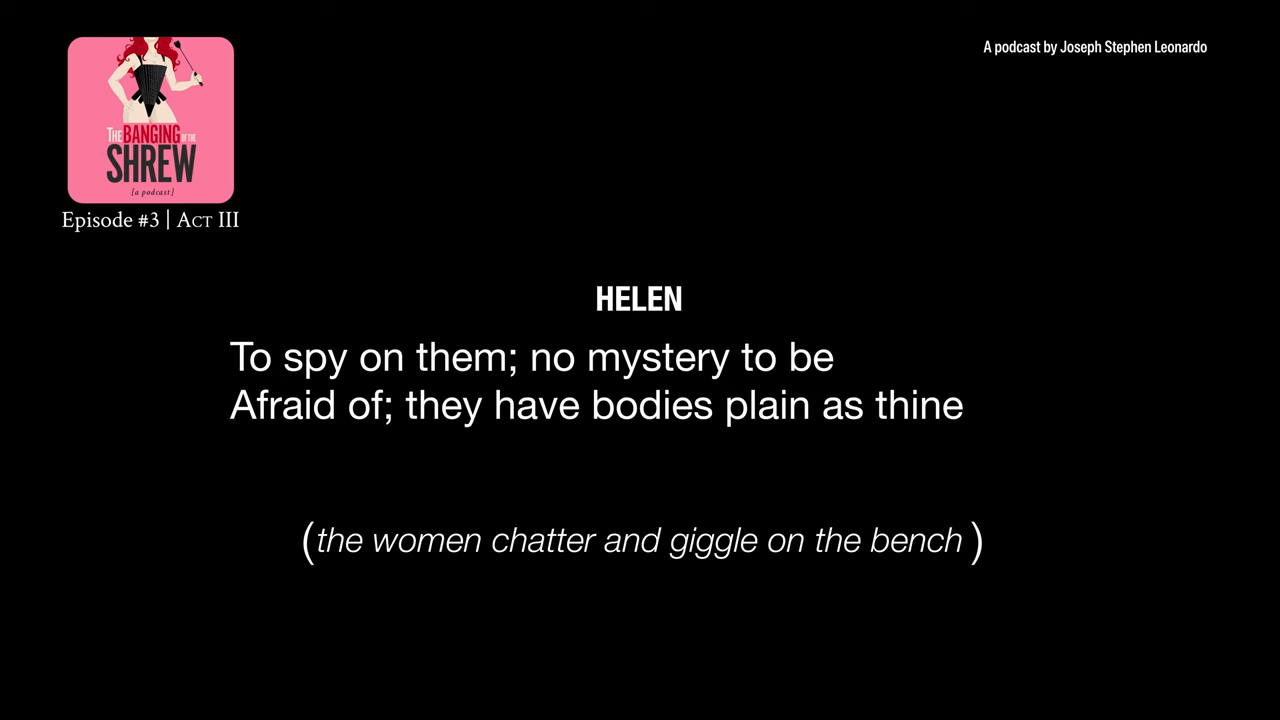 A podcast by Joseph Stephen Leonardo
THE BANGING OF THE
SHREW
[a podcast]
Episode #3 | ACT III
HELEN
To spy on them; no mystery to be
Afraid of; they have bodies plain as thine
(the women chatter and giggle on the bench )